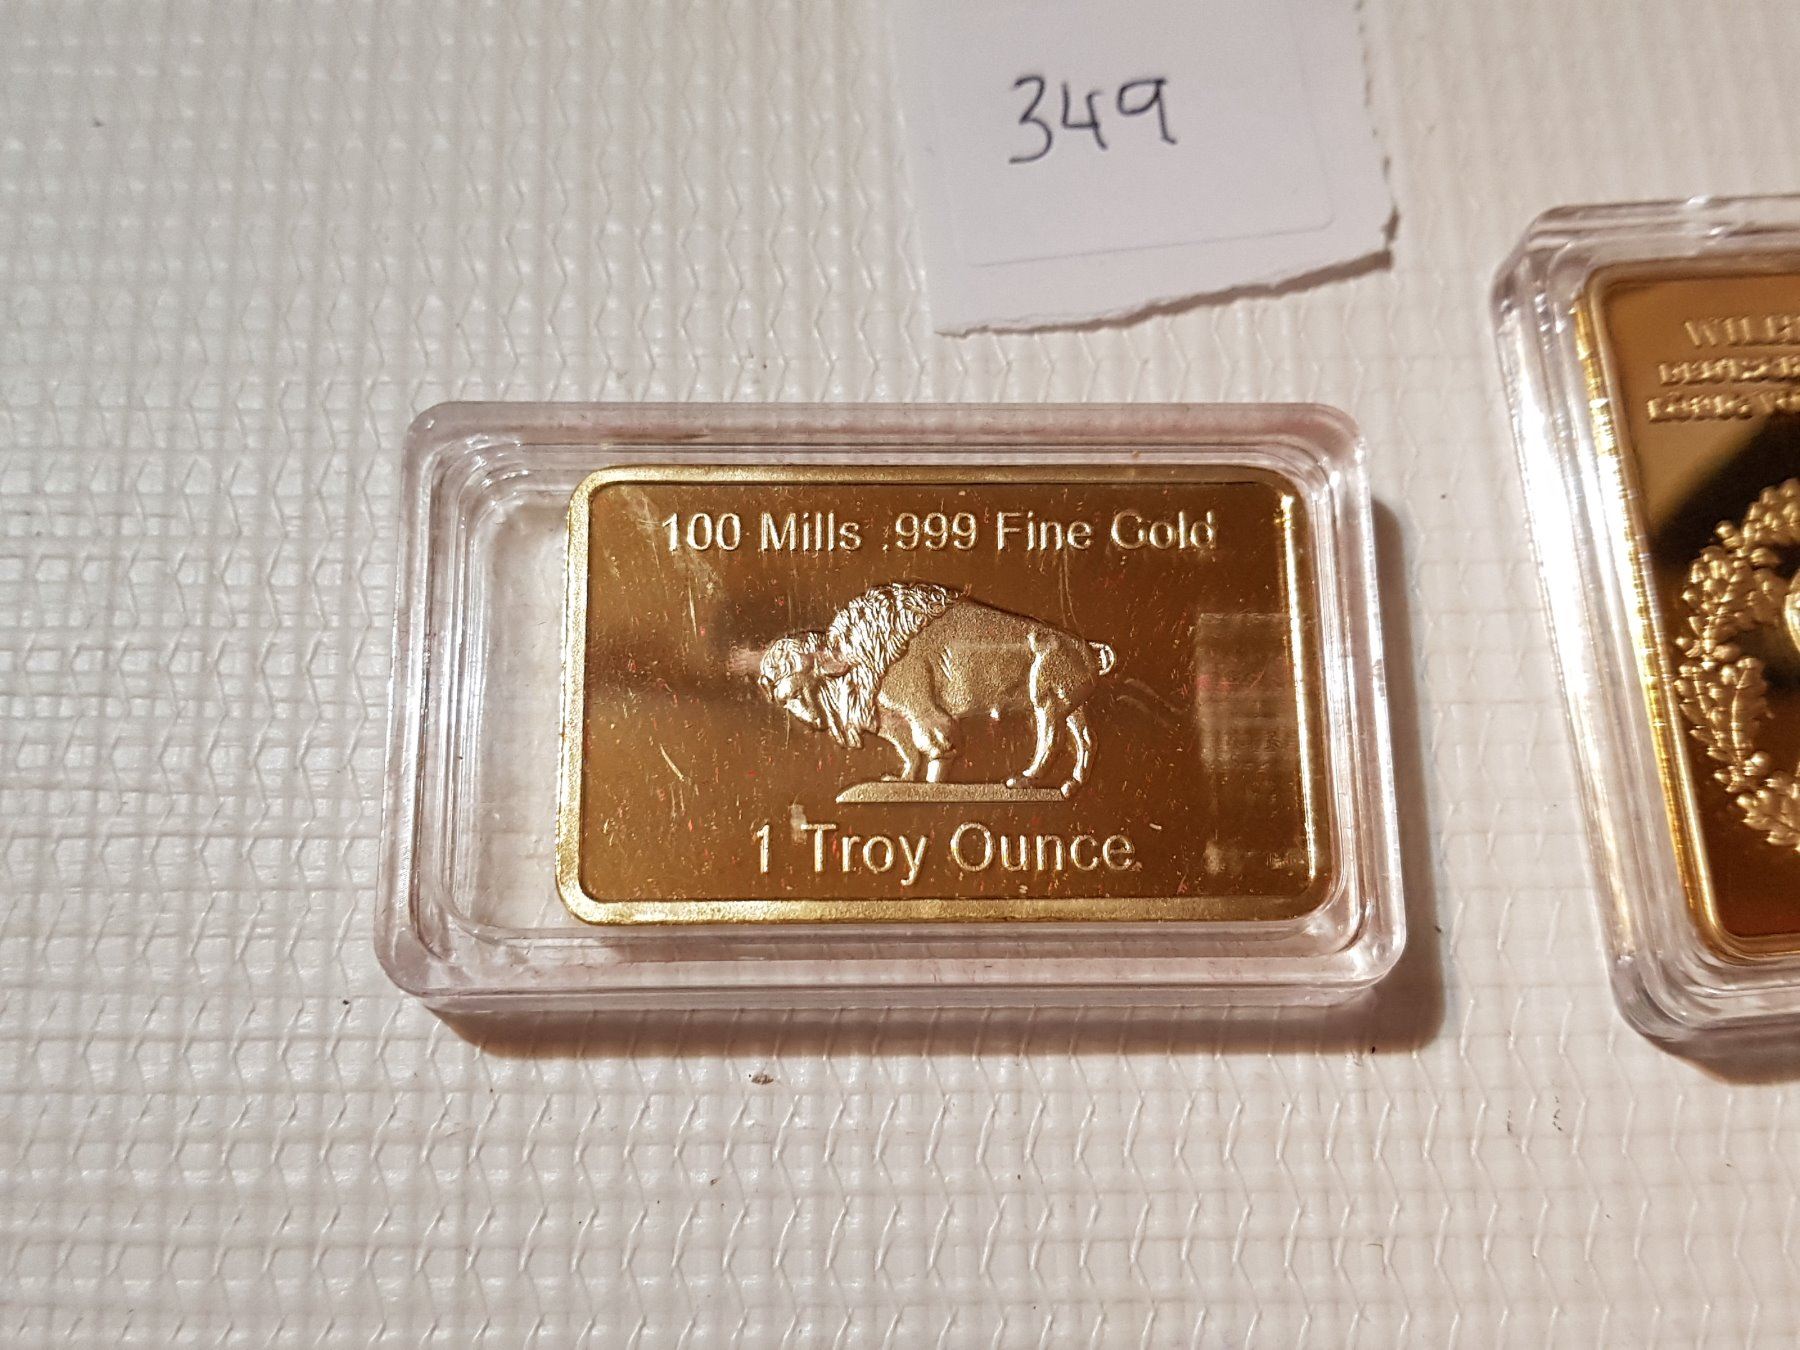 349
100 Mills .999 Fine Gold
1 Troy Ounce